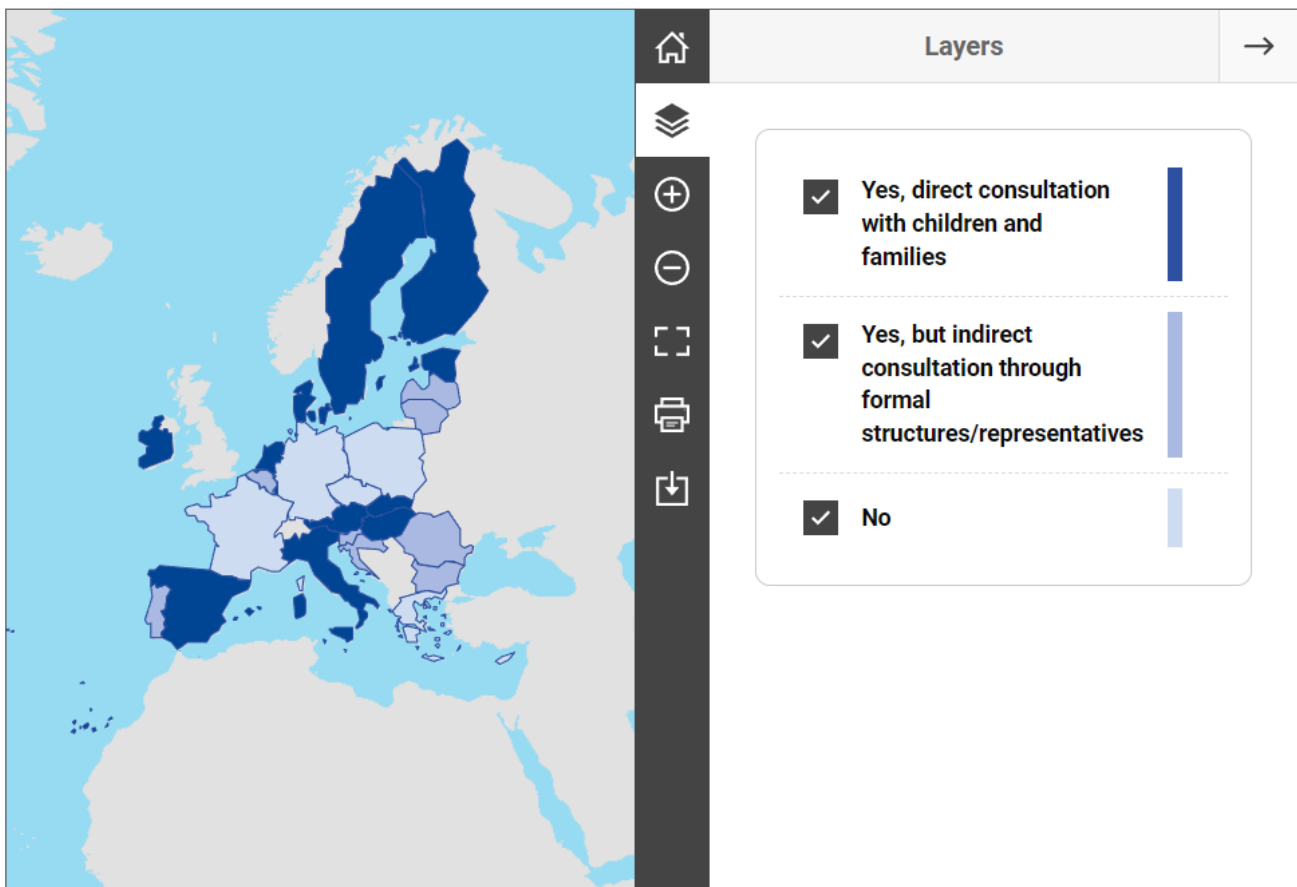 Layers
Yes, direct consultation
with children and
families
Yes, but indirect
consultation through
formal
structures/representatives
No